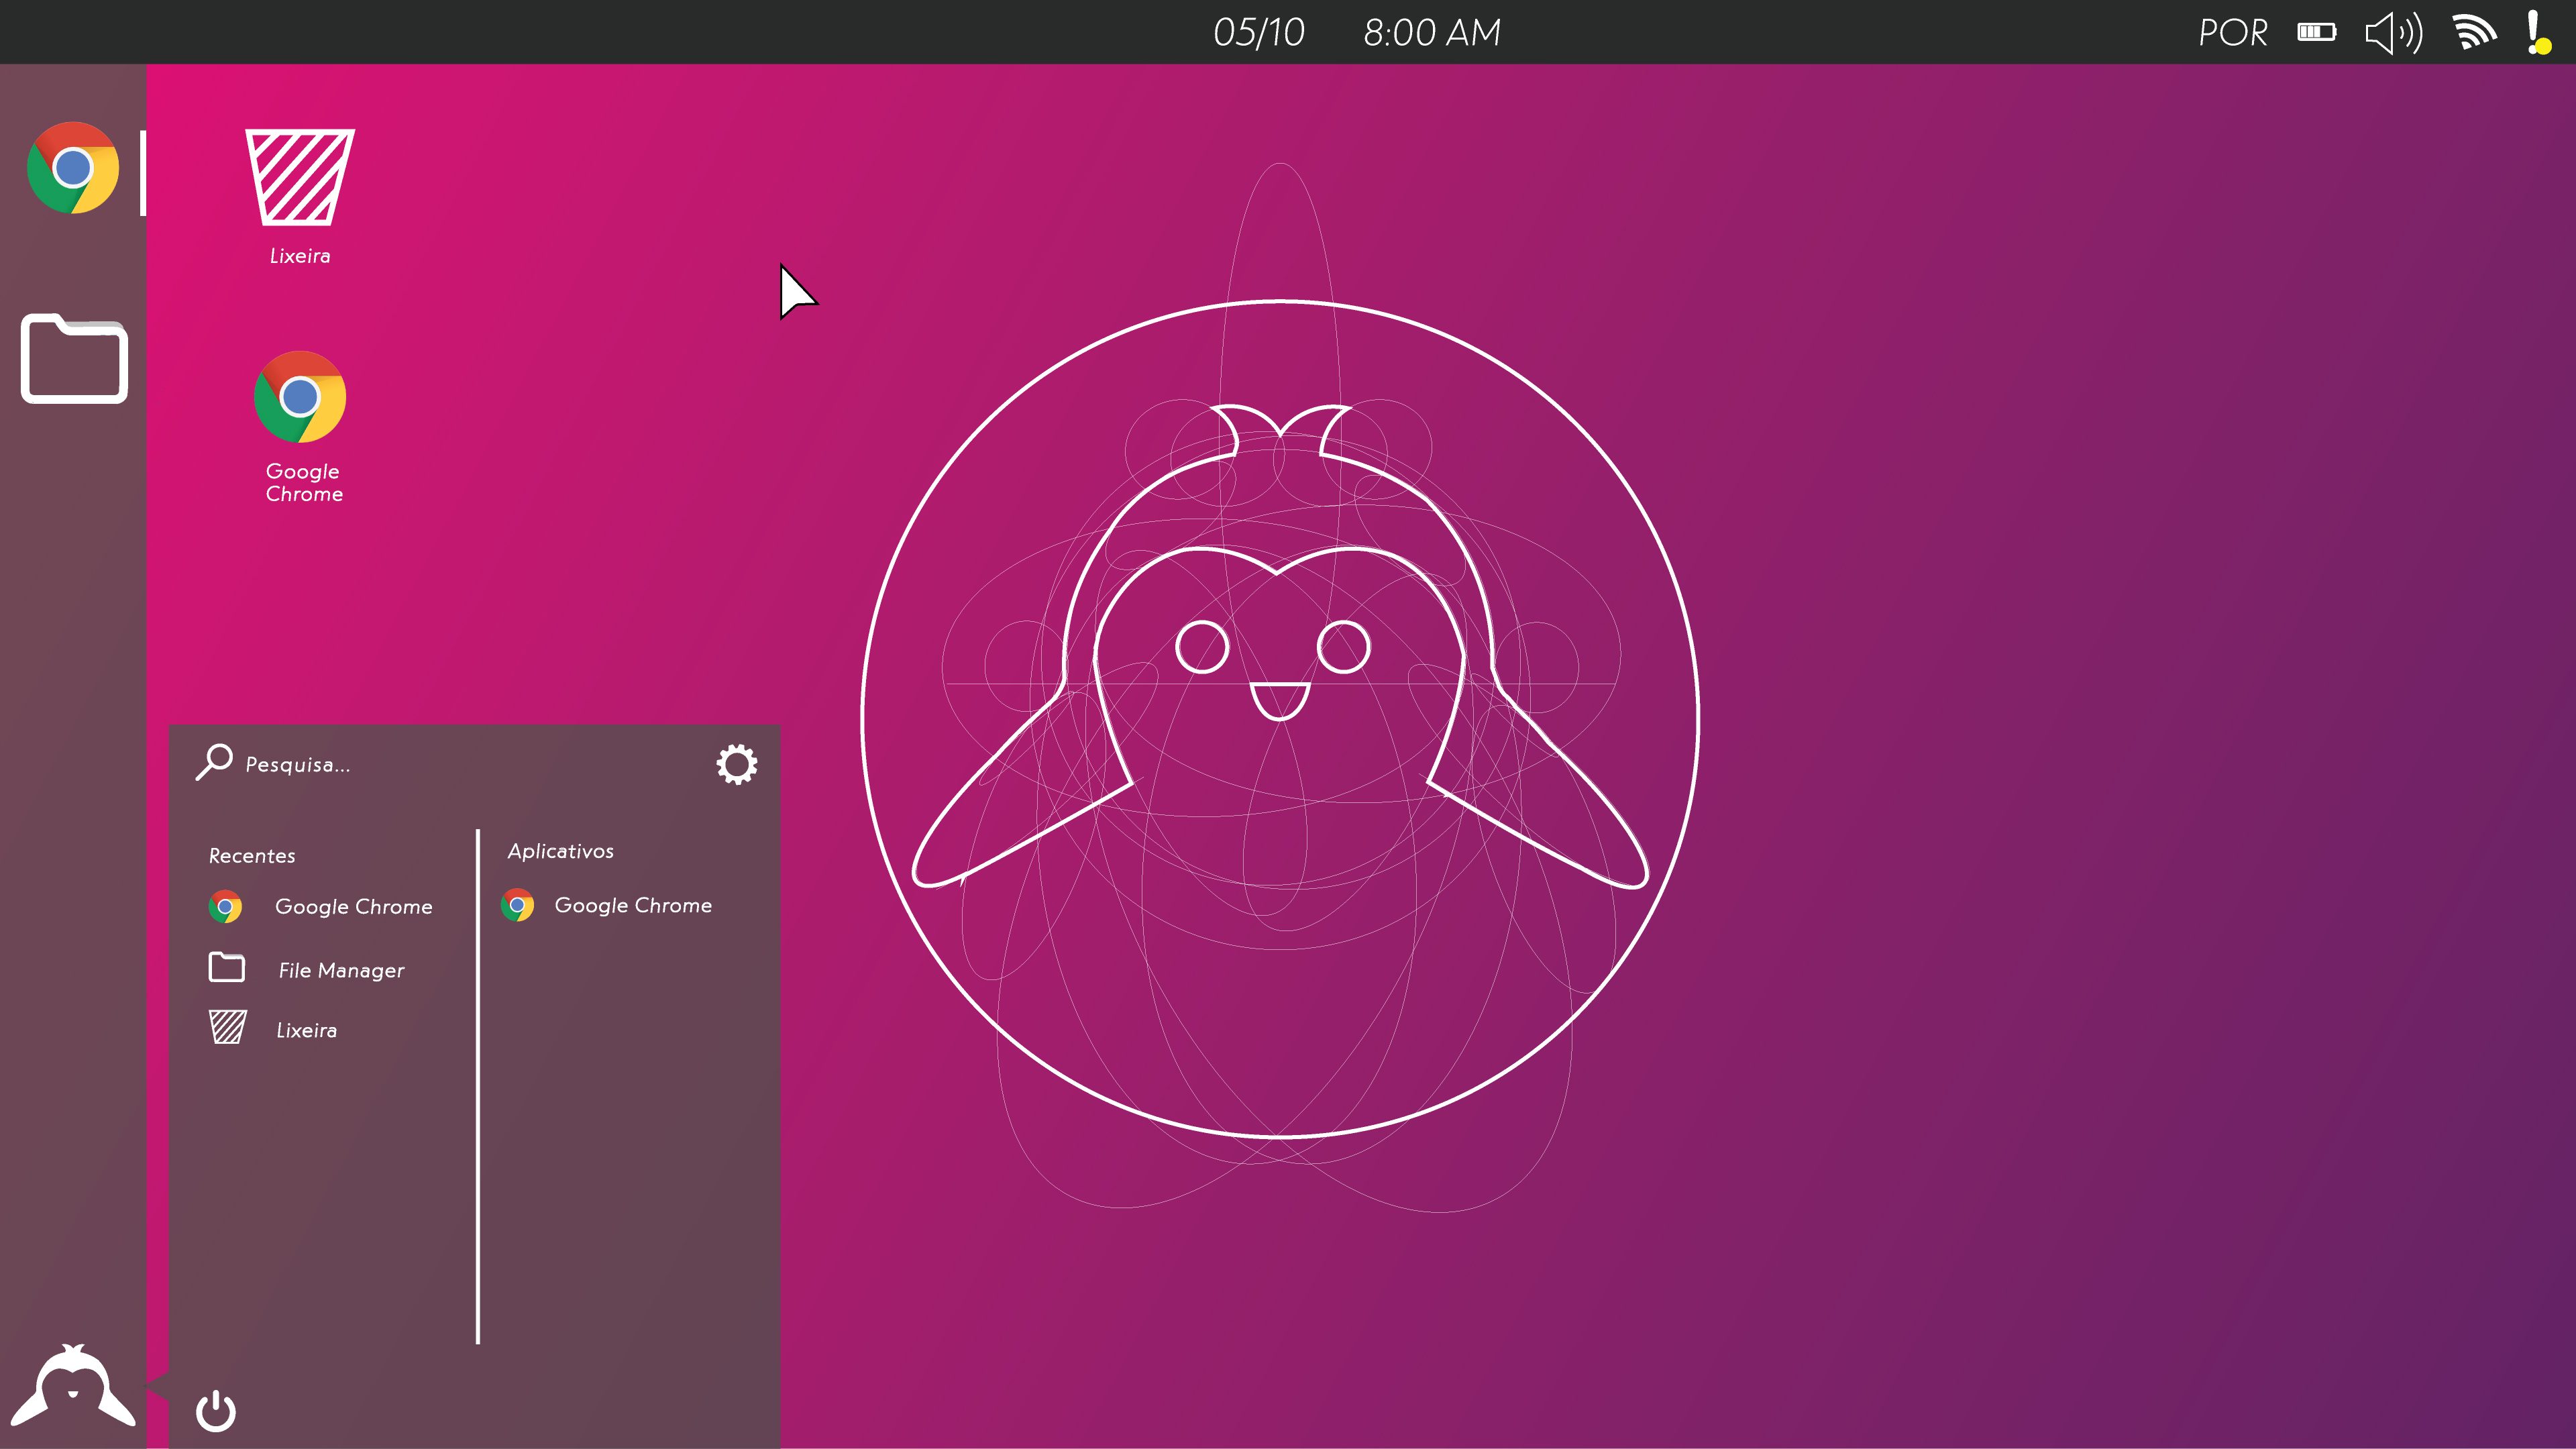 05/10 8:00 AM POR
Lixeira
Google
Chrome
Pesquisa...
Recentes
Google Chrome
File Manager
Lixeira
Aplicativos
Google Chrome